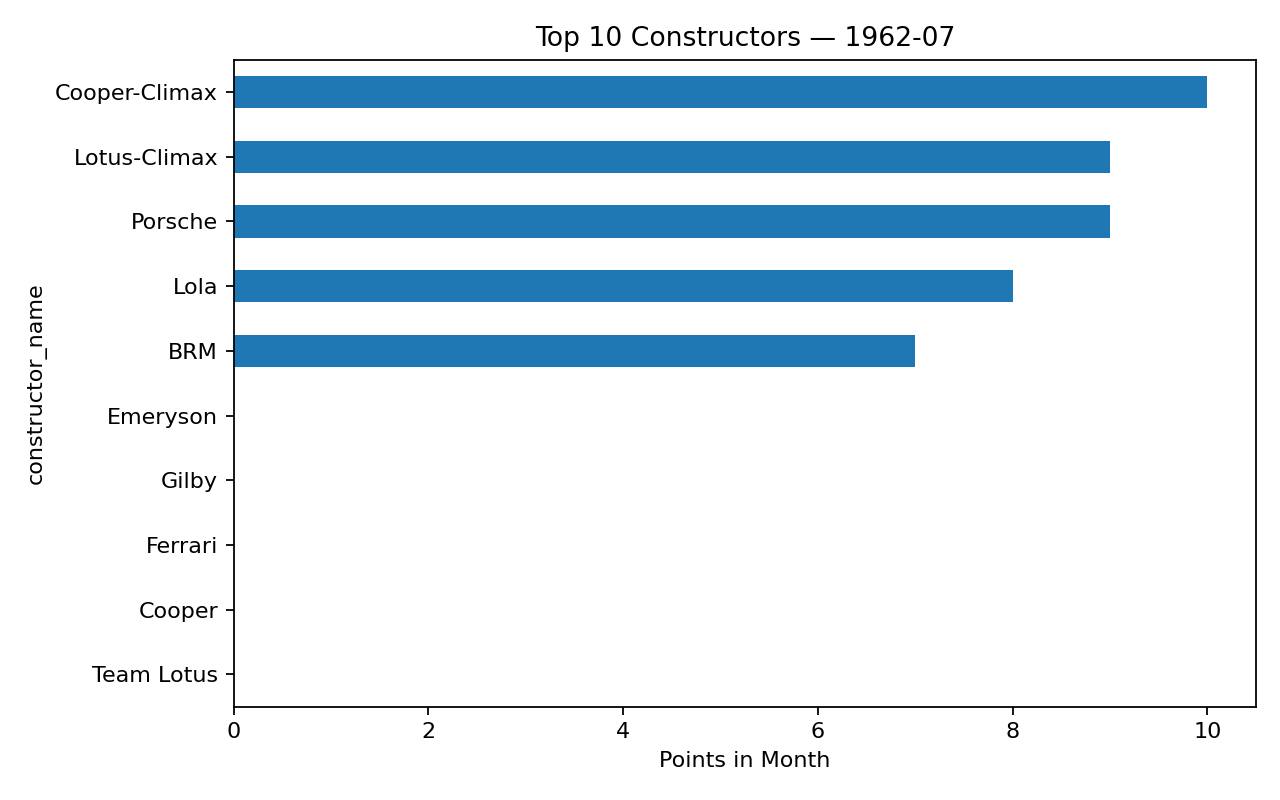 Top 10 Constructors — 1962-07
constructor_name
Cooper-Climax
Lotus-Climax
Porsche
Lola
BRM
Emeryson
Gilby
Ferrari
Cooper
Team Lotus
0 2 4 6 8 10
Points in Month